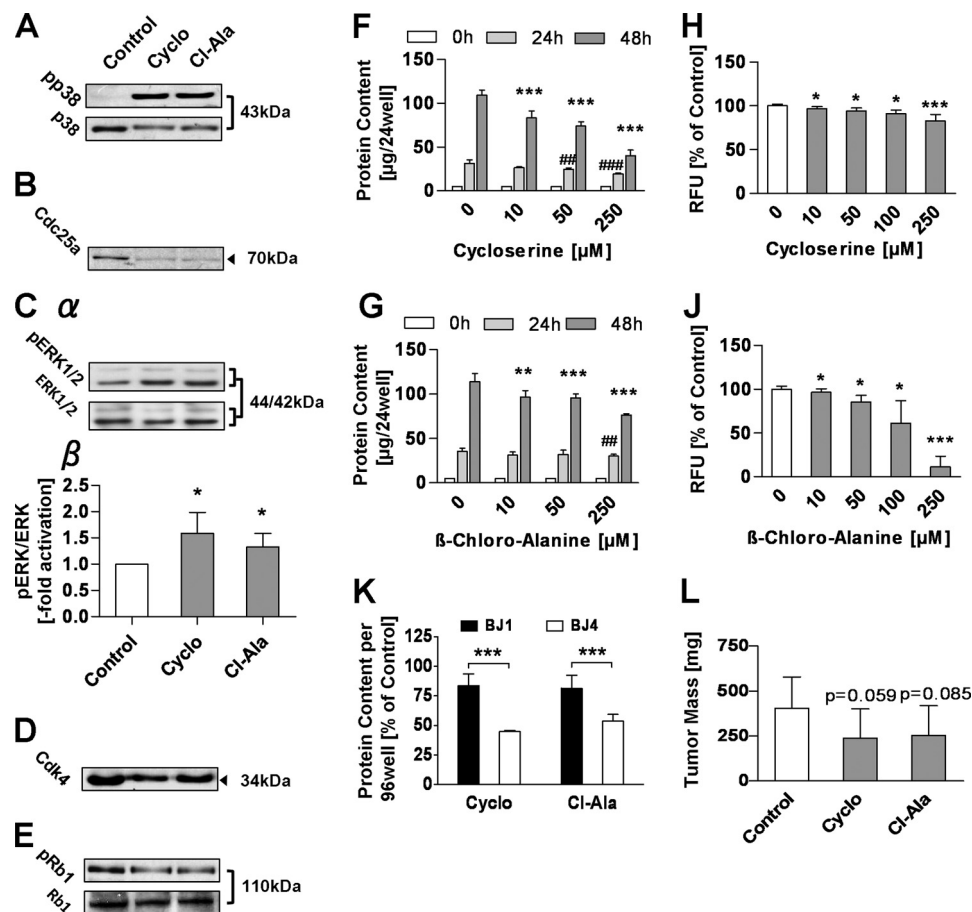 A
Control
Cyclo
Cl-Ala
pp38
p38
43kDa
B
Cdc25a
70kDa
C α
pERK1/2
ERK1/2
44/42kDa
β
pERK/ERK
[-fold activation]
2.5
2.0
1.5
1.0
0.5
0.0
*
*
Control
Cyclo
Cl-Ala
D
Cdk4
34kDa
E
pRb1
Rb1
110kDa
F
0h 24h 48h
Protein Content
[µg/24well]
150
100
50
0
***
***
***
##
###
0 10 50 250
Cycloserine [µM]
G
0h 24h 48h
Protein Content
[µg/24well]
150
100
50
0
**
***
***
##
0 10 50 250
ß-Chloro-Alanine [µM]
H
RFU [% of Control]
150
100
50
0
* * * ***
0 10 50 100 250
Cycloserine [µM]
J
RFU [% of Control]
150
100
50
0
* * * ***
0 10 50 100 250
ß-Chloro-Alanine [µM]
K
BJ1 BJ4
Protein Content per
96well [% of Control]
125
100
75
50
25
0
*** ***
Cyclo Cl-Ala
L
Tumor Mass [mg]
750
500
250
0
p=0.059 p=0.085
Control
Cyclo
Cl-Ala